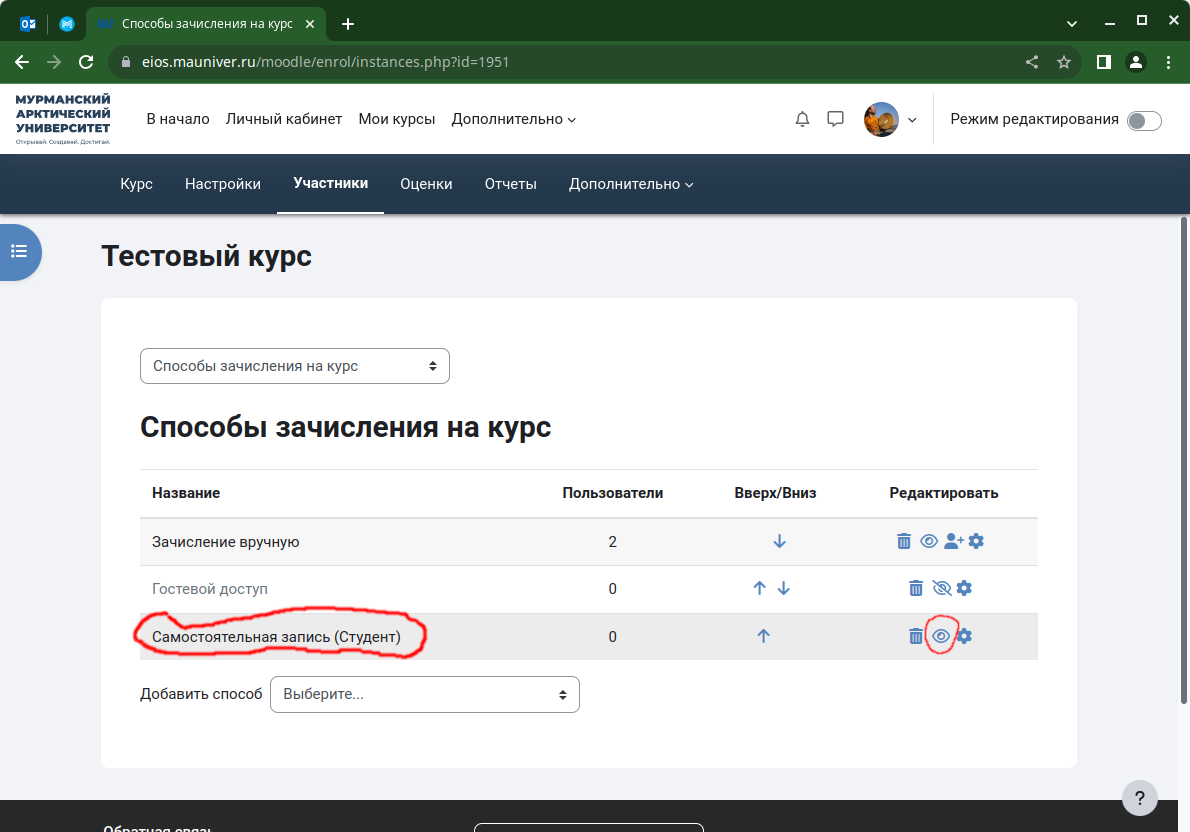 Способы зачисления на курс
eios.mauniver.ru/moodle/enrol/instances.php?id=1951
МУРМАНСКИЙ
АРКТИЧЕСКИЙ
УНИВЕРСИТЕТ
Открывай. Создавай. Достигай.
В начало Личный кабинет Мои курсы Дополнительно
Режим редактирования
Курс Настройки Участники Оценки Отчеты Дополнительно
Тестовый курс
Способы зачисления на курс
Способы зачисления на курс
Название Пользователи Вверх/Вниз Редактировать
Зачисление вручную 2
Гостевой доступ 0
Самостоятельная запись (Студент) 0
Добавить способ Выберите...
?
Обратная связь